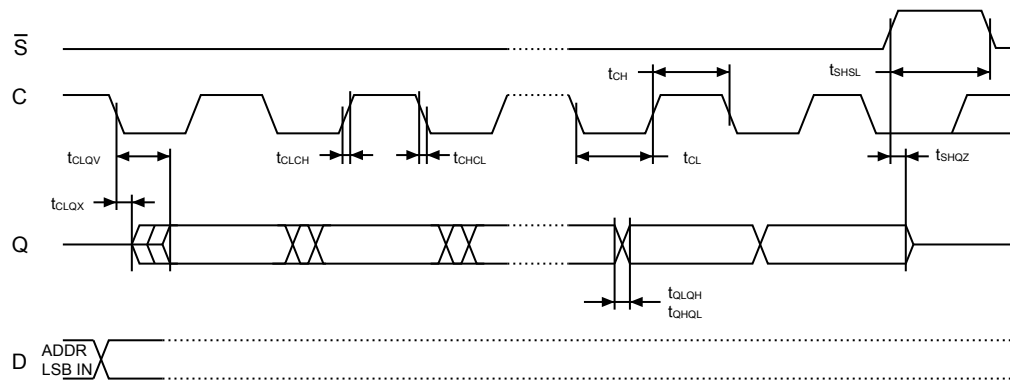 S̅
tCH
tSHSL
C
tCLQV
tCLCH
tCHCL
tCL
tSHQZ
tCLQX
Q
tQLQH
tQHQL
D
ADDR
LSB IN